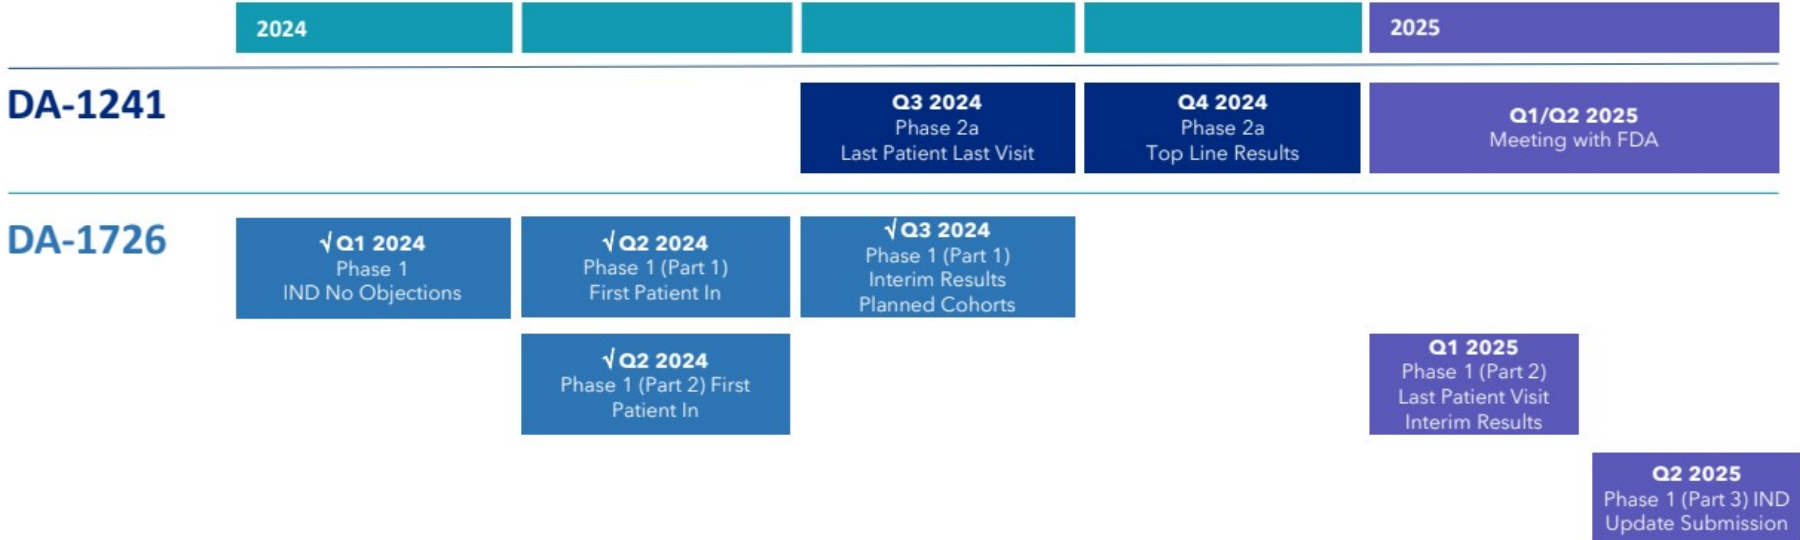 2024
2025
DA-1241
Q3 2024
Phase 2a
Last Patient Last Visit
Q4 2024
Phase 2a
Top Line Results
Q1/Q2 2025
Meeting with FDA
DA-1726
√ Q1 2024
Phase 1
IND No Objections
√ Q2 2024
Phase 1 (Part 1)
First Patient In
√ Q3 2024
Phase 1 (Part 1)
Interim Results
Planned Cohorts
√ Q2 2024
Phase 1 (Part 2) First
Patient In
Q1 2025
Phase 1 (Part 2)
Last Patient Visit
Interim Results
Q2 2025
Phase 1 (Part 3) IND
Update Submission